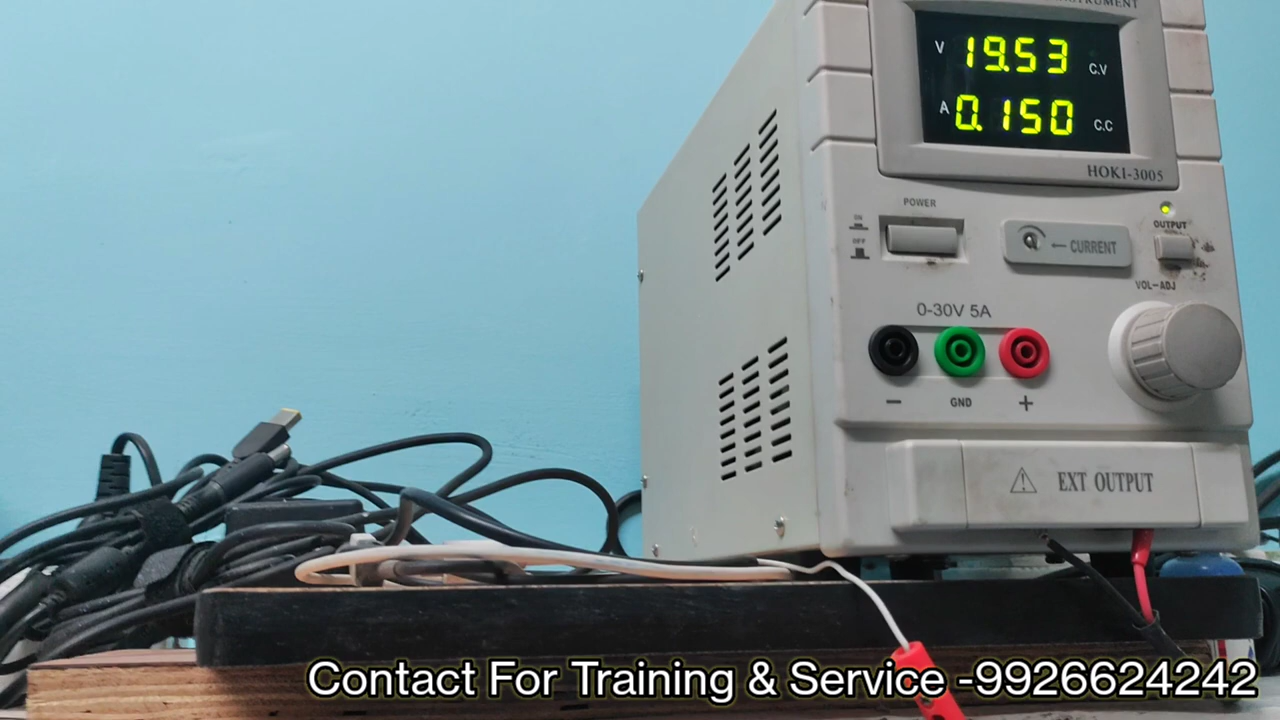 INSTRUMENT
V 19.53 C.V
A 0.150 C.C
HOKI-3005
POWER
ON
OFF
← CURRENT
OUTPUT
VOL-ADJ
0-30V 5A
− GND +
EXT OUTPUT
Contact For Training & Service -9926624242